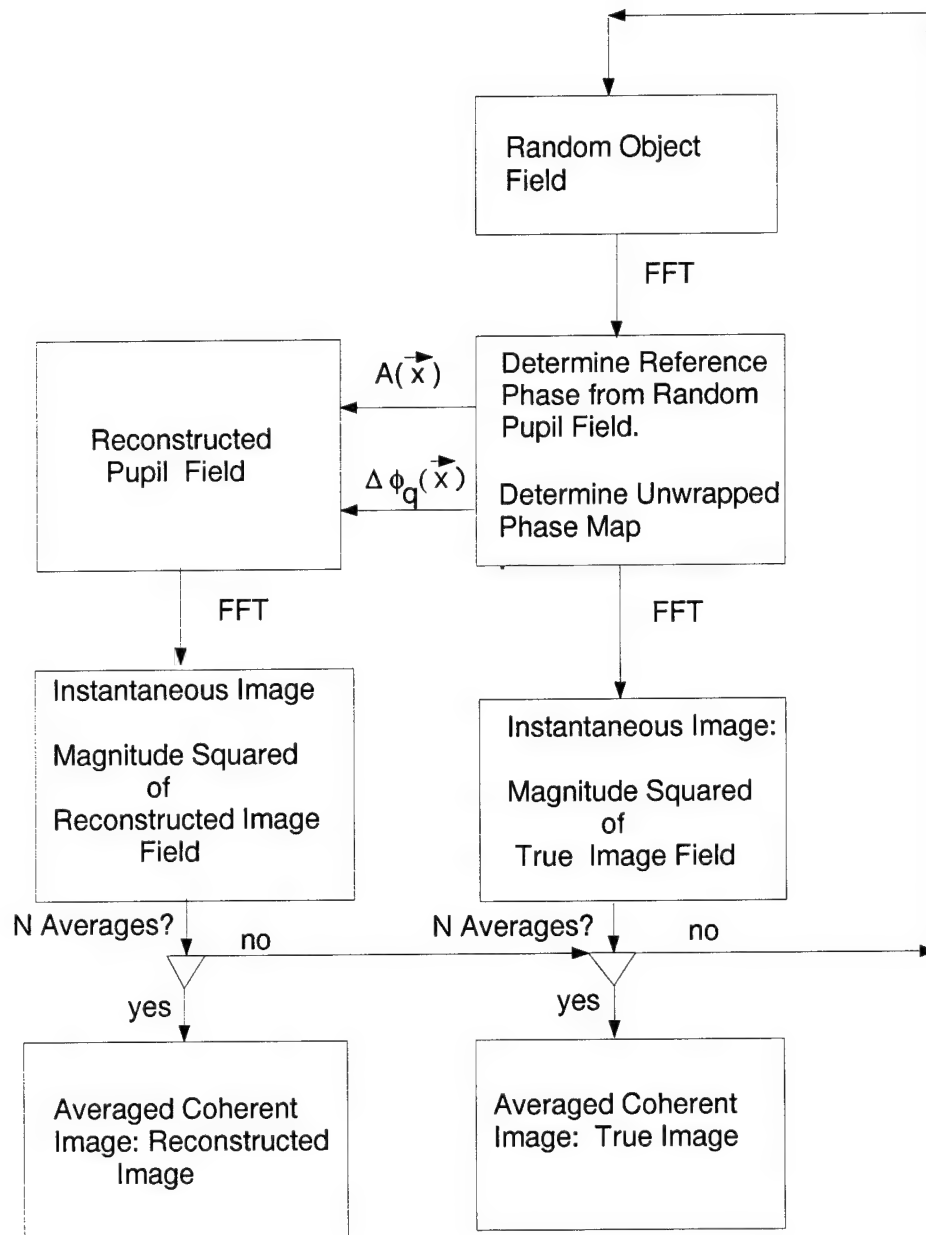 Random Object
Field
FFT
Determine Reference
Phase from Random
Pupil Field.
Determine Unwrapped
Phase Map
A(x⃗)
Δ ϕ_q(x⃗)
Reconstructed
Pupil Field
FFT
FFT
Instantaneous Image
Magnitude Squared
of
Reconstructed Image
Field
Instantaneous Image:
Magnitude Squared
of
True Image Field
N Averages?
no
N Averages?
no
yes
yes
Averaged Coherent
Image: Reconstructed
Image
Averaged Coherent
Image: True Image